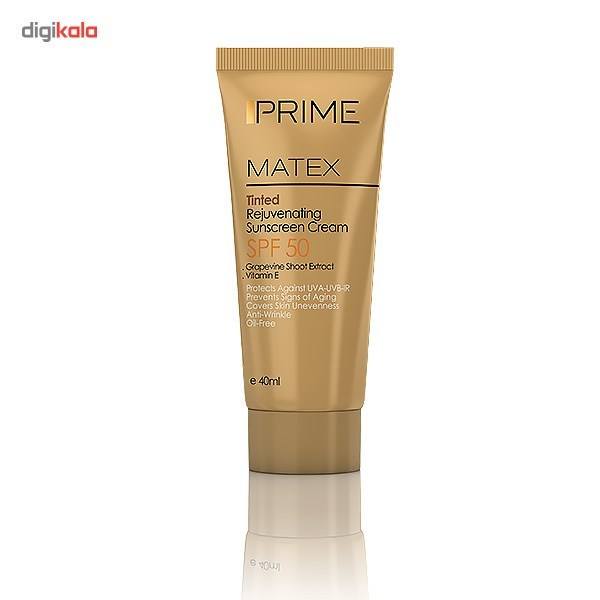 digikala
PRIME
MATEX
Tinted
Rejuvenating
Sunscreen Cream
SPF 50
. Grapevine Shoot Extract
. Vitamin E
Protects Against UVA-UVB-IR
Prevents Signs of Aging
Covers Skin Unevenness
Anti-Wrinkle
Oil-Free
e 40ml